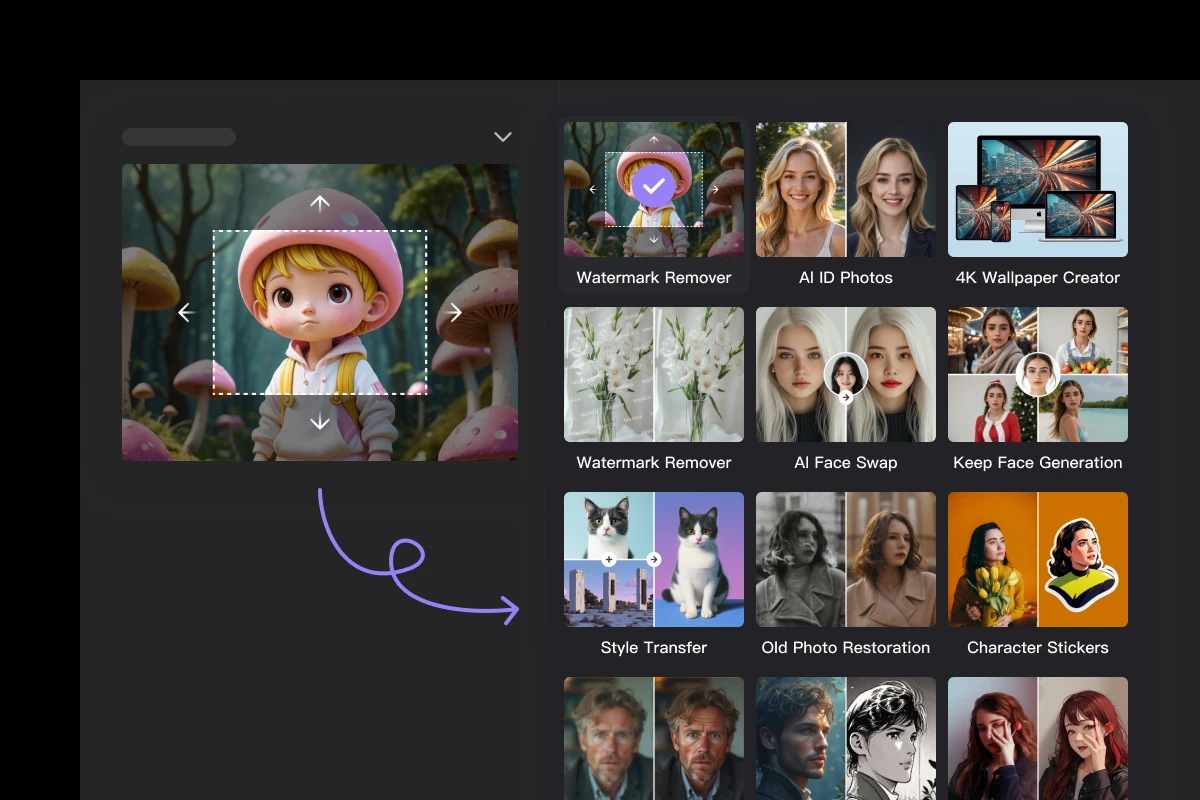 Watermark Remover
AI ID Photos
4K Wallpaper Creator
Watermark Remover
AI Face Swap
Keep Face Generation
Style Transfer
Old Photo Restoration
Character Stickers